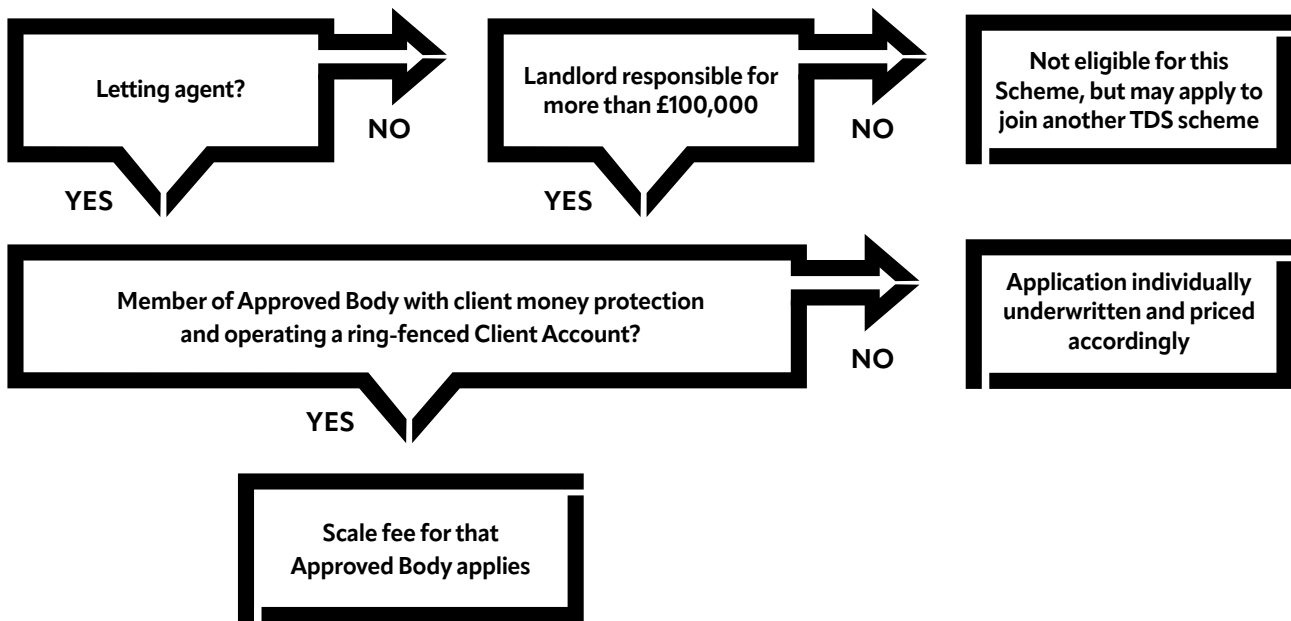 Letting agent?
NO
YES
Landlord responsible for
more than £100,000
NO
YES
Not eligible for this
Scheme, but may apply to
join another TDS scheme
Member of Approved Body with client money protection
and operating a ring-fenced Client Account?
NO
YES
Application individually
underwritten and priced
accordingly
Scale fee for that
Approved Body applies